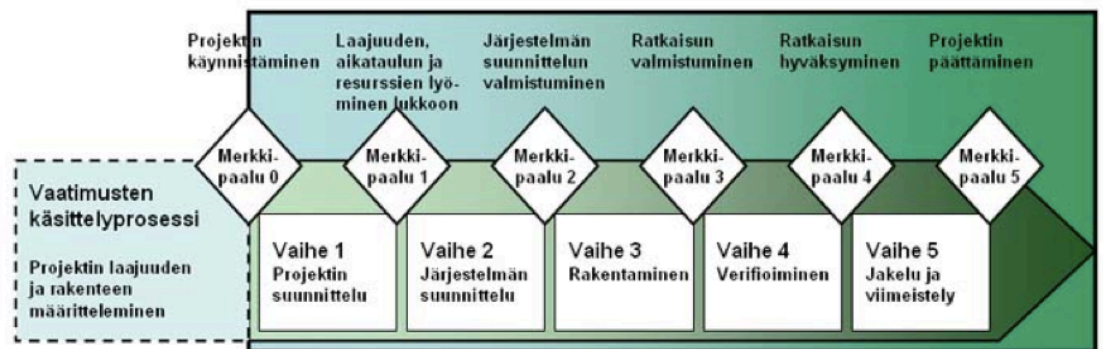 Projektin
käynnistäminen
Laajuuden,
aikataulun ja
resurssien lyö-
minen lukkoon
Järjestelmän
suunnittelun
valmistuminen
Ratkaisun
valmistuminen
Ratkaisun
hyväksyminen
Projektin
päättäminen
Merkki-
paalu 0
Merkki-
paalu 1
Merkki-
paalu 2
Merkki-
paalu 3
Merkki-
paalu 4
Merkki-
paalu 5
Vaatimusten
käsittelyprosessi
Projektin laajuuden
ja rakenteen
määritteleminen
Vaihe 1
Projektin
suunnittelu
Vaihe 2
Järjestelmän
suunnittelu
Vaihe 3
Rakentaminen
Vaihe 4
Verifioiminen
Vaihe 5
Jakelu ja
viimeistely